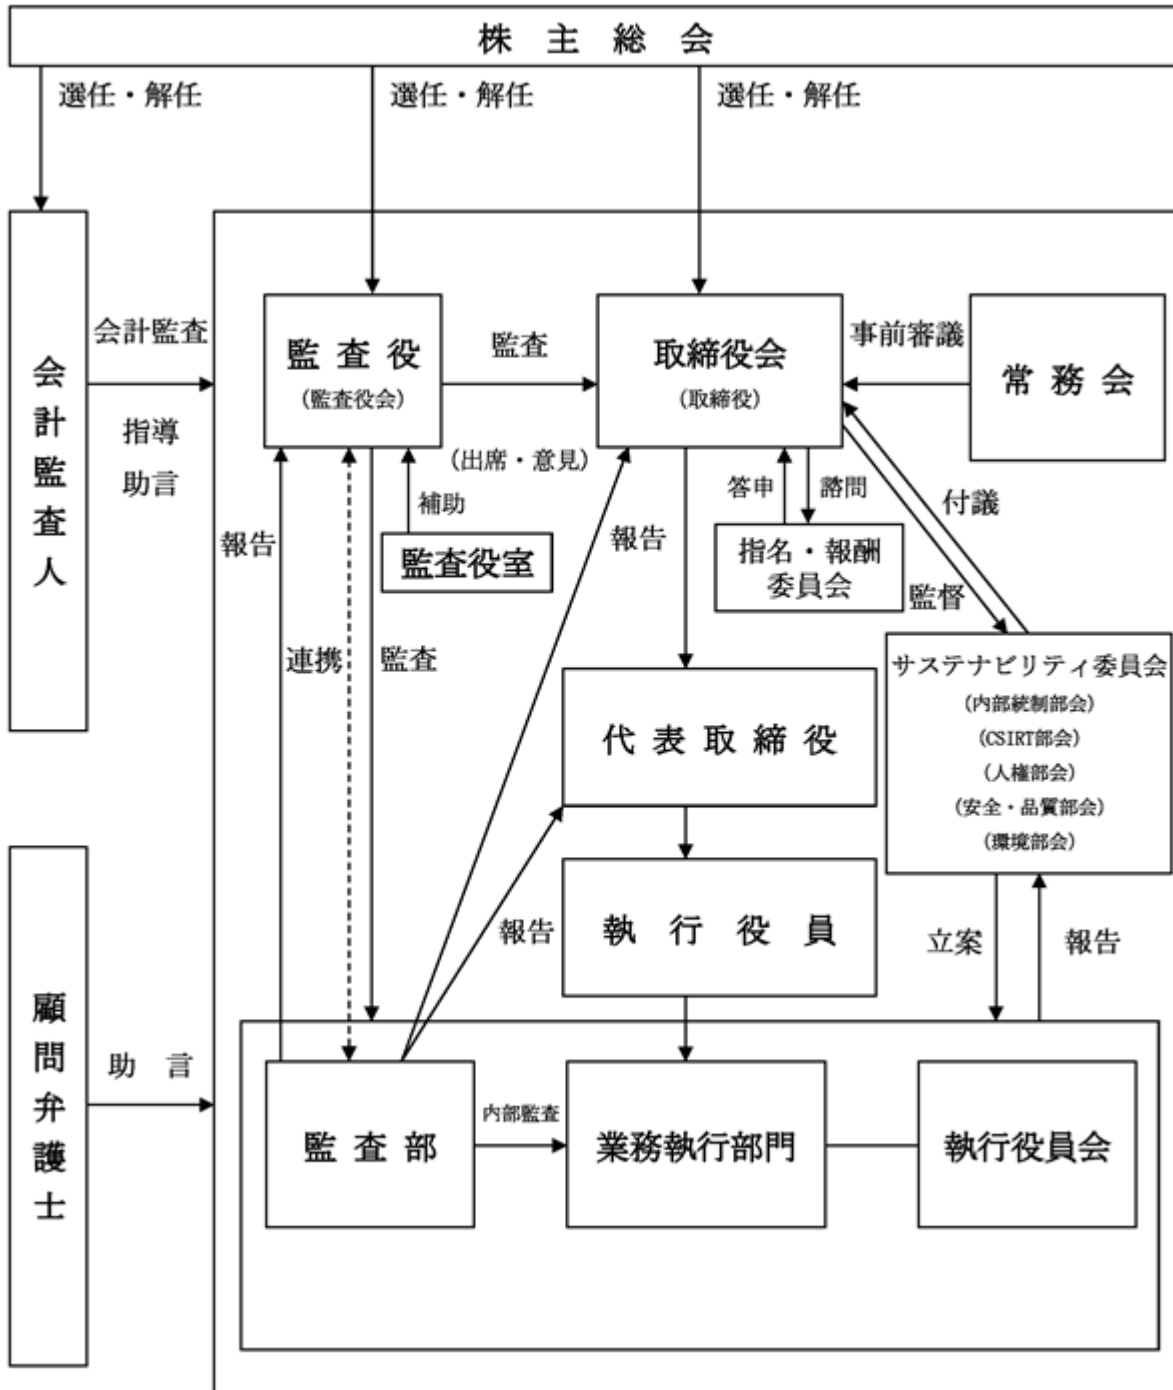 株主総会
選任・解任
選任・解任
選任・解任
会計監査人
会計監査
指導
助言
監査役
(監査役会)
監査
(出席・意見)
取締役会
(取締役)
事前審議
常務会
補助
監査役室
答申
諮問
指名・報酬
委員会
付議
監督
報告
連携
監査
報告
サステナビリティ委員会
(内部統制部会)
(CSIRT部会)
(人権部会)
(安全・品質部会)
(環境部会)
代表取締役
報告
執行役員
立案
報告
顧問弁護士
助言
監査部
内部監査
業務執行部門
執行役員会